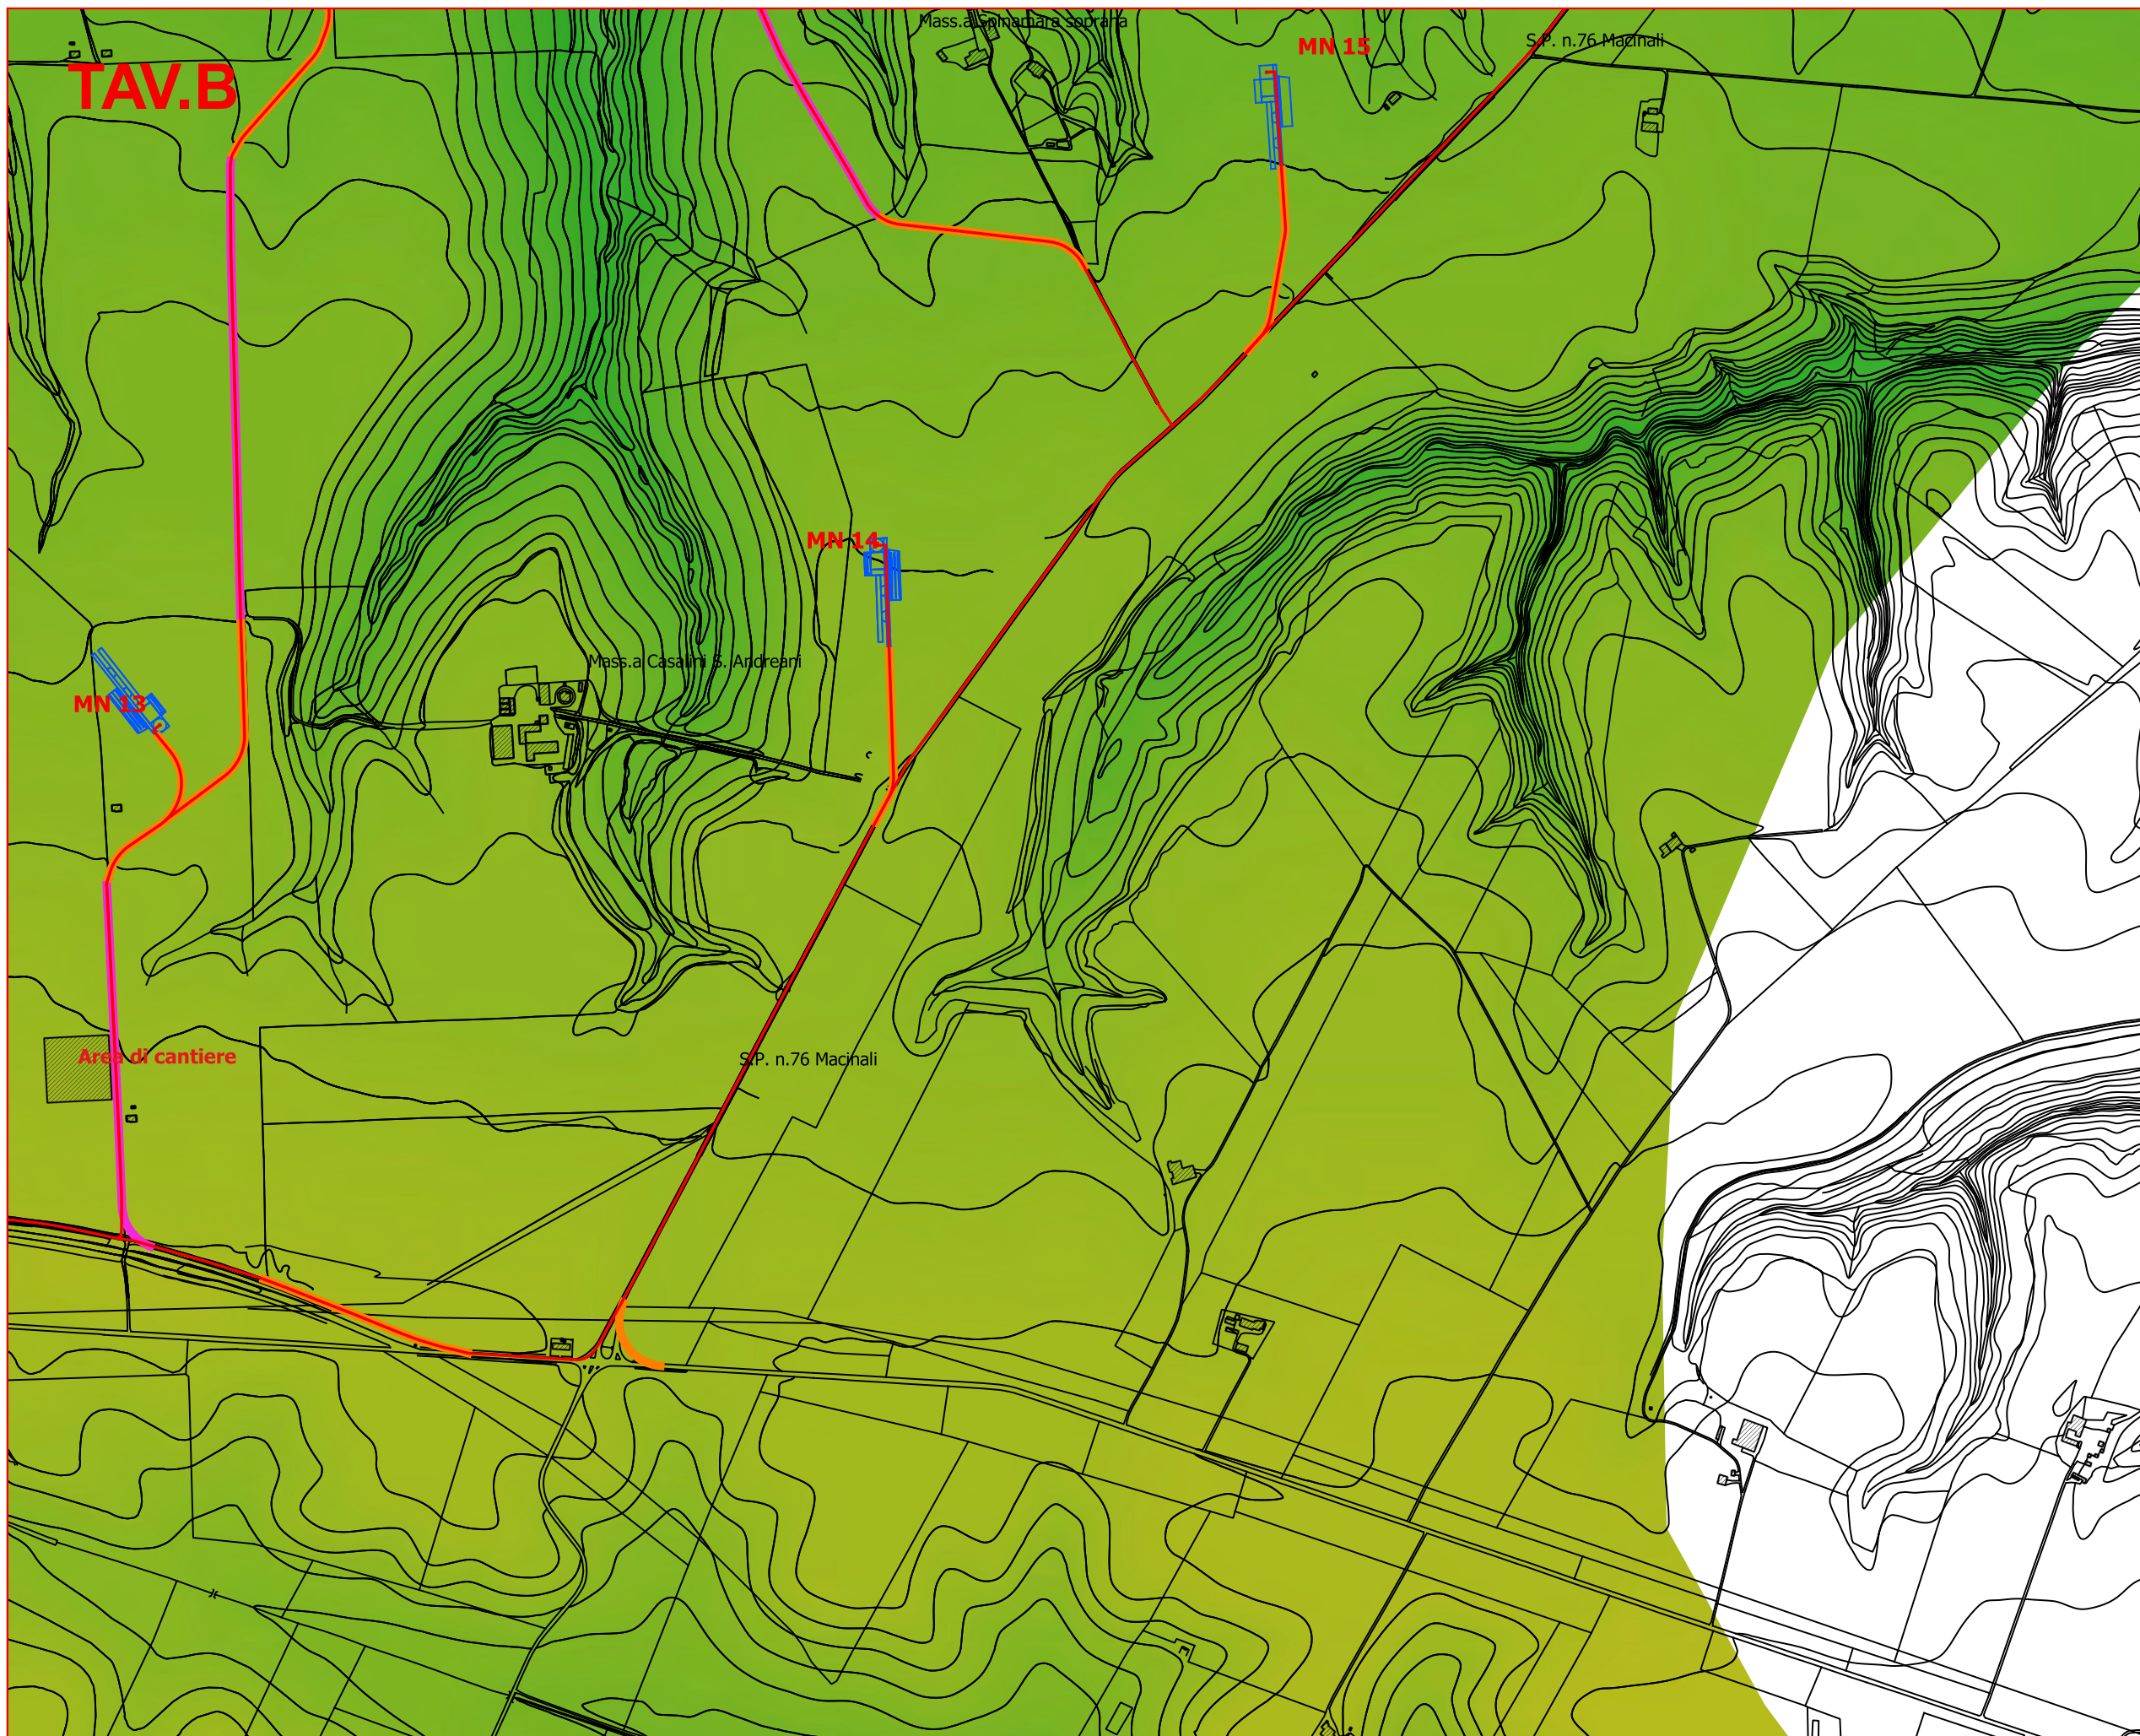 Mass.a Spinamara soprana
MN 15
S.P. n.76 Macinali
TAV.B
MN 14
Mass.a Casalini S. Andreani
MN 13
Area di cantiere
S.P. n.76 Macinali